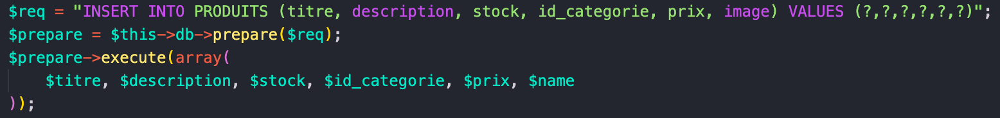 $req = "INSERT INTO PRODUITS (titre, description, stock, id_categorie, prix, image) VALUES (?,?,?,?,?,?)";
$prepare = $this->db->prepare($req);
$prepare->execute(array(
    $titre, $description, $stock, $id_categorie, $prix, $name
));